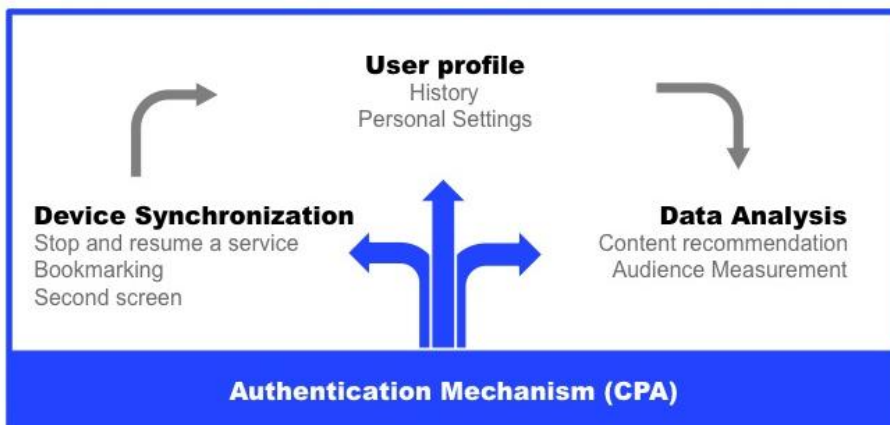 User profile
History
Personal Settings
Device Synchronization
Stop and resume a service
Bookmarking
Second screen
Data Analysis
Content recommendation
Audience Measurement
Authentication Mechanism (CPA)